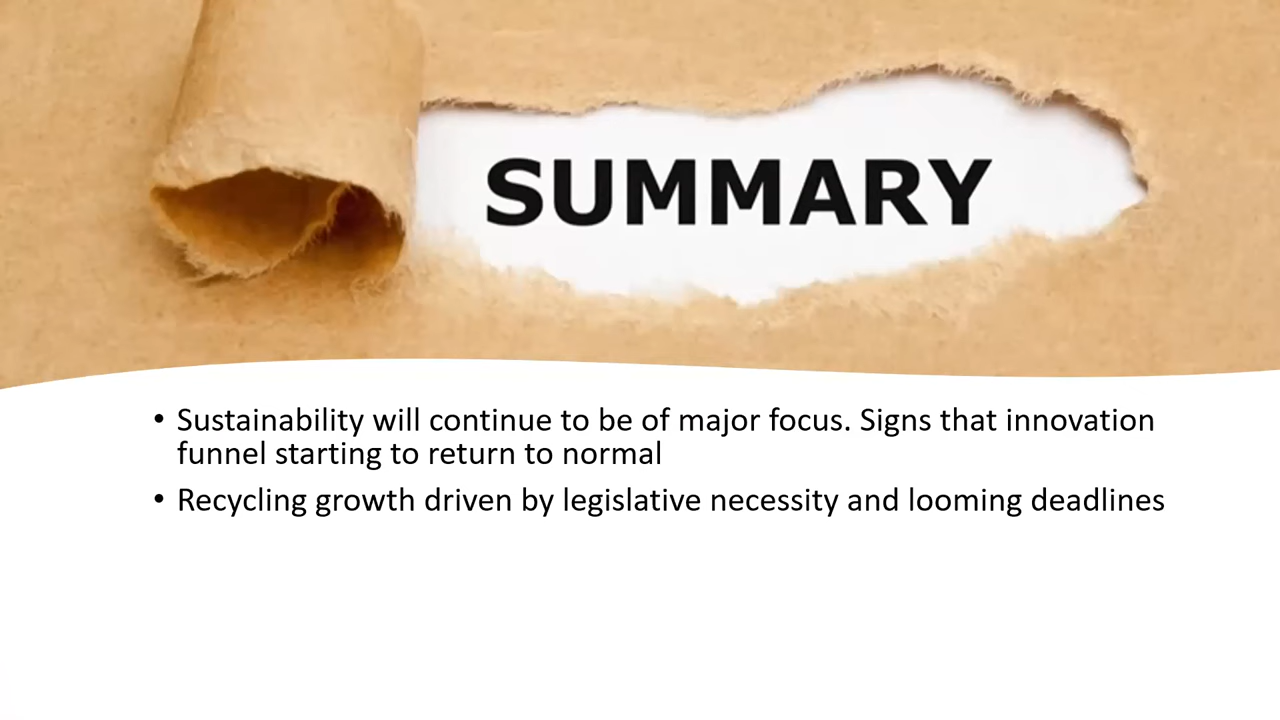 SUMMARY
• Sustainability will continue to be of major focus. Signs that innovation
funnel starting to return to normal
• Recycling growth driven by legislative necessity and looming deadlines